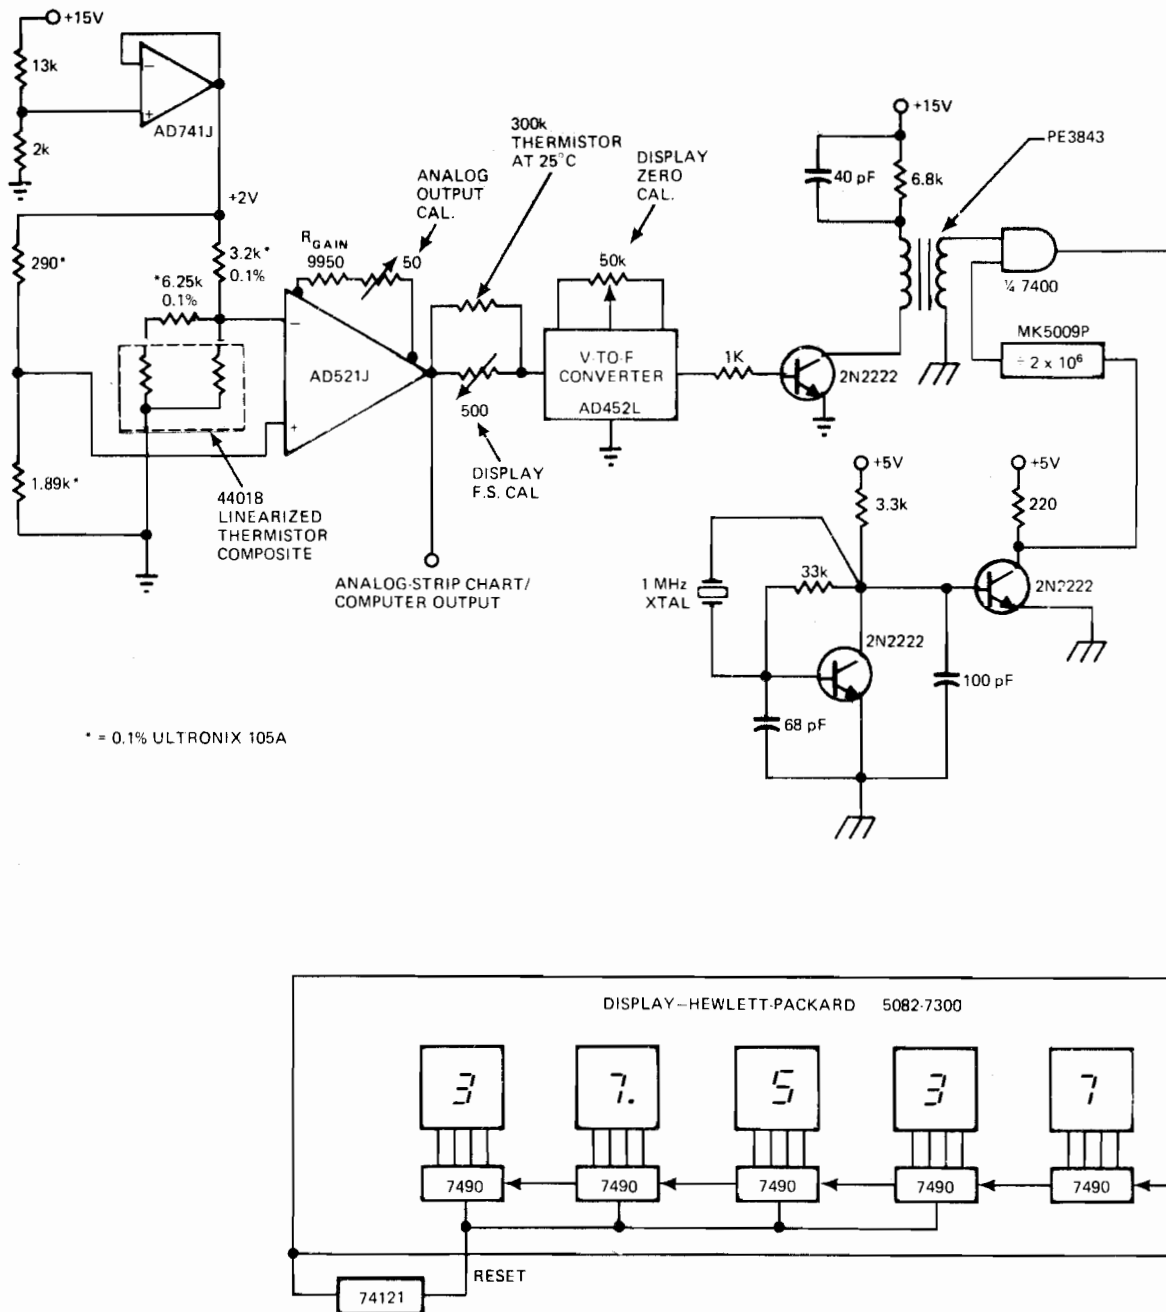 +15V
13k
2k
AD741J
+2V
290*
3.2k*
0.1%
*6.25k
0.1%
1.89k*
44018
LINEARIZED
THERMISTOR
COMPOSITE
RGAIN
9950
50
ANALOG
OUTPUT
CAL.
AD521J
−
+
−
+
300k
THERMISTOR
AT 25°C
500
DISPLAY
F.S. CAL
ANALOG-STRIP CHART/
COMPUTER OUTPUT
DISPLAY
ZERO
CAL.
50k
V-TO-F
CONVERTER
AD452L
1K
2N2222
+15V
40 pF
6.8k
PE3843
¼ 7400
MK5009P
÷ 2 x 10⁶
+5V
3.3k
+5V
220
33k
1 MHz
XTAL
2N2222
2N2222
68 pF
100 pF
* = 0.1% ULTRONIX 105A
DISPLAY–HEWLETT-PACKARD 5082-7300
3 7. 5 3 7
7490 7490 7490 7490 7490
RESET
74121